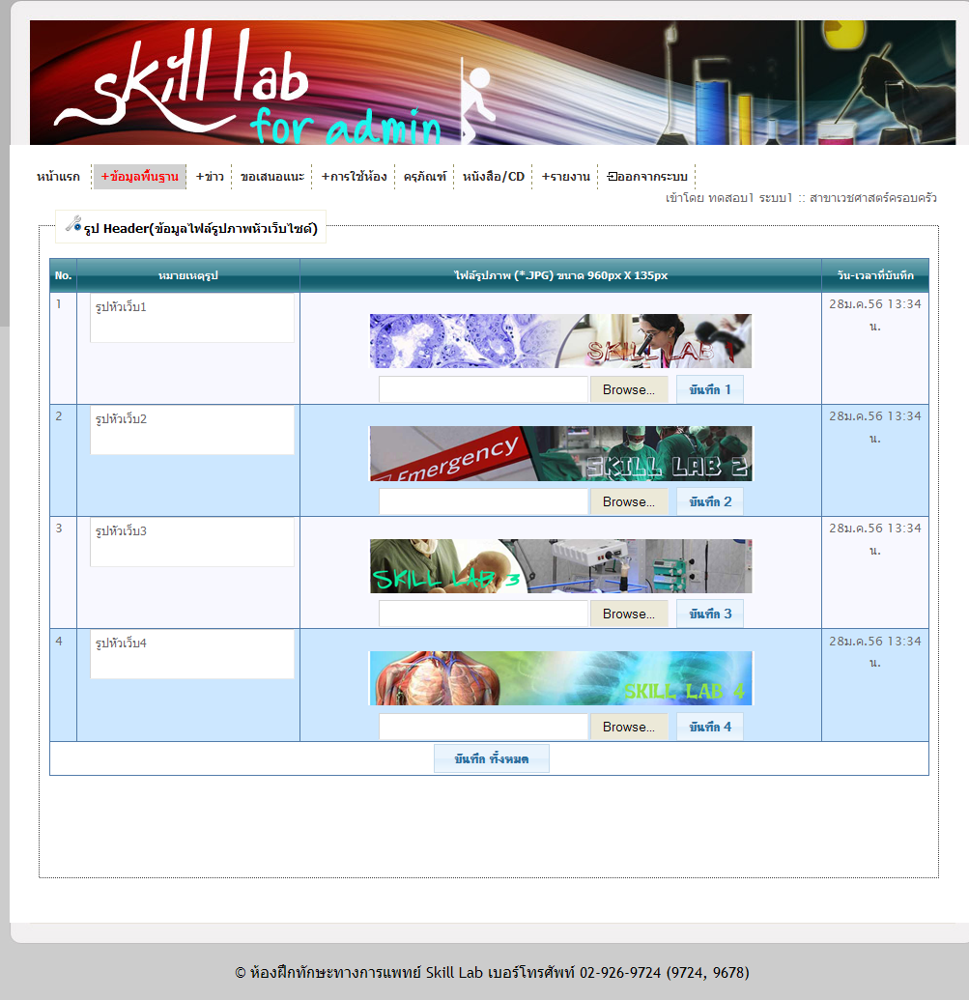 skill lab
for admin
หน้าแรก +ข้อมูลพื้นฐาน +ข่าว ขอเสนอแนะ +การใช้ห้อง ครุภัณฑ์ หนังสือ/CD +รายงาน ออกจากระบบ
เข้าโดย ทดสอบ1 ระบบ1 :: สาขาเวชศาสตร์ครอบครัว
รูป Header(ข้อมูลไฟล์รูปภาพหัวเว็บไซด์)
No. หมายเหตุรูป ไฟล์รูปภาพ (*.JPG) ขนาด 960px X 135px วัน-เวลาที่บันทึก
1 รูปหัวเว็บ1 28ม.ค.56 13:34
น.
SKILL LAB 1
Browse... บันทึก 1
2 รูปหัวเว็บ2 28ม.ค.56 13:34
น.
Emergency
SKILL LAB 2
Browse... บันทึก 2
3 รูปหัวเว็บ3 28ม.ค.56 13:34
น.
SKILL LAB 3
Browse... บันทึก 3
4 รูปหัวเว็บ4 28ม.ค.56 13:34
น.
SKILL LAB 4
Browse... บันทึก 4
บันทึก ทั้งหมด
© ห้องฝึกทักษะทางการแพทย์ Skill Lab เบอร์โทรศัพท์ 02-926-9724 (9724, 9678)